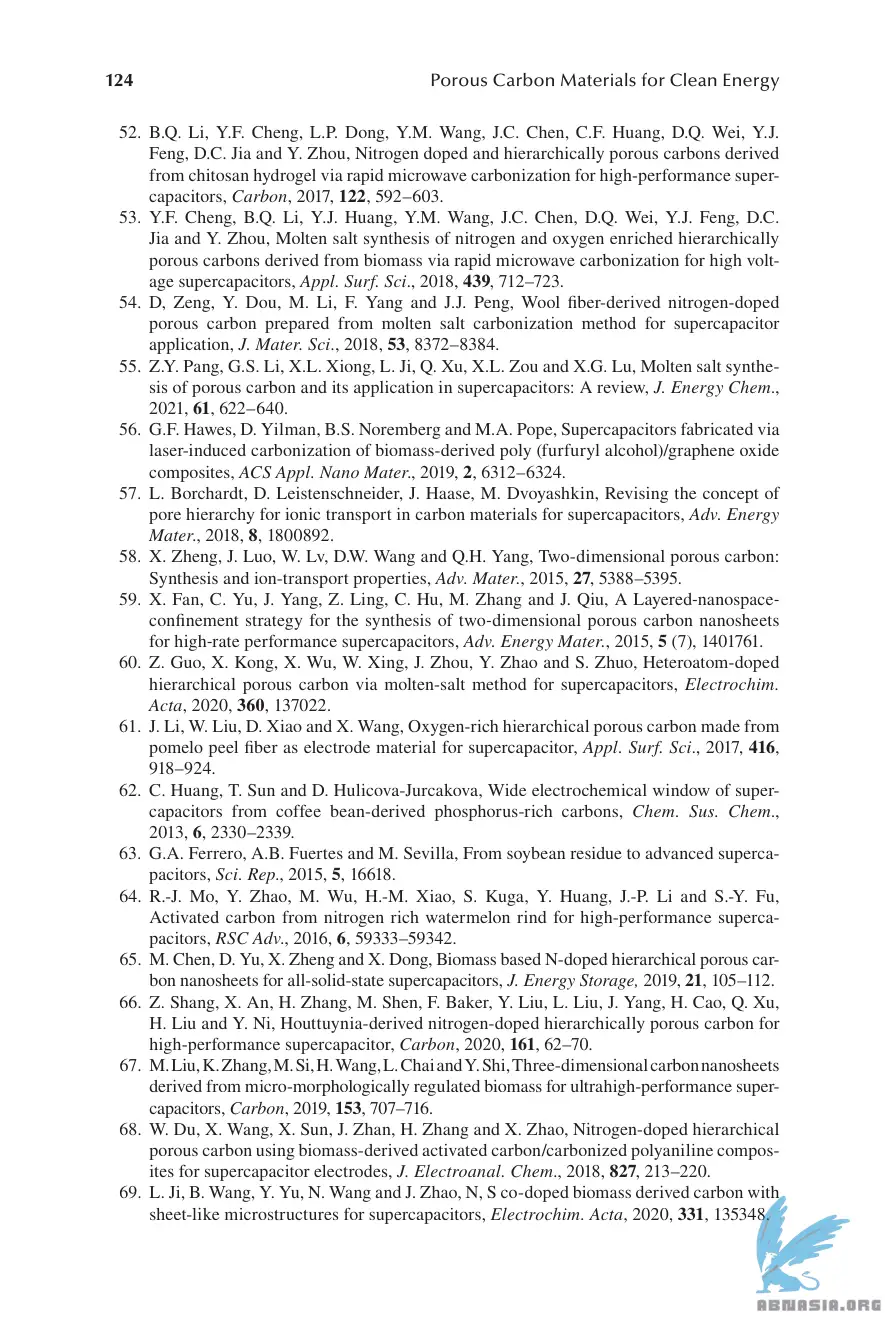 124 Porous Carbon Materials for Clean Energy
52. B.Q. Li, Y.F. Cheng, L.P. Dong, Y.M. Wang, J.C. Chen, C.F. Huang, D.Q. Wei, Y.J.
Feng, D.C. Jia and Y. Zhou, Nitrogen doped and hierarchically porous carbons derived
from chitosan hydrogel via rapid microwave carbonization for high-performance super-
capacitors, Carbon, 2017, 122, 592–603.
53. Y.F. Cheng, B.Q. Li, Y.J. Huang, Y.M. Wang, J.C. Chen, D.Q. Wei, Y.J. Feng, D.C.
Jia and Y. Zhou, Molten salt synthesis of nitrogen and oxygen enriched hierarchically
porous carbons derived from biomass via rapid microwave carbonization for high volt-
age supercapacitors, Appl. Surf. Sci., 2018, 439, 712–723.
54. D, Zeng, Y. Dou, M. Li, F. Yang and J.J. Peng, Wool fiber-derived nitrogen-doped
porous carbon prepared from molten salt carbonization method for supercapacitor
application, J. Mater. Sci., 2018, 53, 8372–8384.
55. Z.Y. Pang, G.S. Li, X.L. Xiong, L. Ji, Q. Xu, X.L. Zou and X.G. Lu, Molten salt synthe-
sis of porous carbon and its application in supercapacitors: A review, J. Energy Chem.,
2021, 61, 622–640.
56. G.F. Hawes, D. Yilman, B.S. Noremberg and M.A. Pope, Supercapacitors fabricated via
laser-induced carbonization of biomass-derived poly (furfuryl alcohol)/graphene oxide
composites, ACS Appl. Nano Mater., 2019, 2, 6312–6324.
57. L. Borchardt, D. Leistenschneider, J. Haase, M. Dvoyashkin, Revising the concept of
pore hierarchy for ionic transport in carbon materials for supercapacitors, Adv. Energy
Mater., 2018, 8, 1800892.
58. X. Zheng, J. Luo, W. Lv, D.W. Wang and Q.H. Yang, Two-dimensional porous carbon:
Synthesis and ion-transport properties, Adv. Mater., 2015, 27, 5388–5395.
59. X. Fan, C. Yu, J. Yang, Z. Ling, C. Hu, M. Zhang and J. Qiu, A Layered-nanospace-
confinement strategy for the synthesis of two-dimensional porous carbon nanosheets
for high-rate performance supercapacitors, Adv. Energy Mater., 2015, 5 (7), 1401761.
60. Z. Guo, X. Kong, X. Wu, W. Xing, J. Zhou, Y. Zhao and S. Zhuo, Heteroatom-doped
hierarchical porous carbon via molten-salt method for supercapacitors, Electrochim.
Acta, 2020, 360, 137022.
61. J. Li, W. Liu, D. Xiao and X. Wang, Oxygen-rich hierarchical porous carbon made from
pomelo peel fiber as electrode material for supercapacitor, Appl. Surf. Sci., 2017, 416,
918–924.
62. C. Huang, T. Sun and D. Hulicova-Jurcakova, Wide electrochemical window of super-
capacitors from coffee bean-derived phosphorus-rich carbons, Chem. Sus. Chem.,
2013, 6, 2330–2339.
63. G.A. Ferrero, A.B. Fuertes and M. Sevilla, From soybean residue to advanced superca-
pacitors, Sci. Rep., 2015, 5, 16618.
64. R.-J. Mo, Y. Zhao, M. Wu, H.-M. Xiao, S. Kuga, Y. Huang, J.-P. Li and S.-Y. Fu,
Activated carbon from nitrogen rich watermelon rind for high-performance superca-
pacitors, RSC Adv., 2016, 6, 59333–59342.
65. M. Chen, D. Yu, X. Zheng and X. Dong, Biomass based N-doped hierarchical porous car-
bon nanosheets for all-solid-state supercapacitors, J. Energy Storage, 2019, 21, 105–112.
66. Z. Shang, X. An, H. Zhang, M. Shen, F. Baker, Y. Liu, L. Liu, J. Yang, H. Cao, Q. Xu,
H. Liu and Y. Ni, Houttuynia-derived nitrogen-doped hierarchically porous carbon for
high-performance supercapacitor, Carbon, 2020, 161, 62–70.
67. M. Liu, K. Zhang, M. Si, H. Wang, L. Chai and Y. Shi, Three-dimensional carbon nanosheets
derived from micro-morphologically regulated biomass for ultrahigh-performance super-
capacitors, Carbon, 2019, 153, 707–716.
68. W. Du, X. Wang, X. Sun, J. Zhan, H. Zhang and X. Zhao, Nitrogen-doped hierarchical
porous carbon using biomass-derived activated carbon/carbonized polyaniline compos-
ites for supercapacitor electrodes, J. Electroanal. Chem., 2018, 827, 213–220.
69. L. Ji, B. Wang, Y. Yu, N. Wang and J. Zhao, N, S co-doped biomass derived carbon with
sheet-like microstructures for supercapacitors, Electrochim. Acta, 2020, 331, 135348.
ABNASIA.ORG